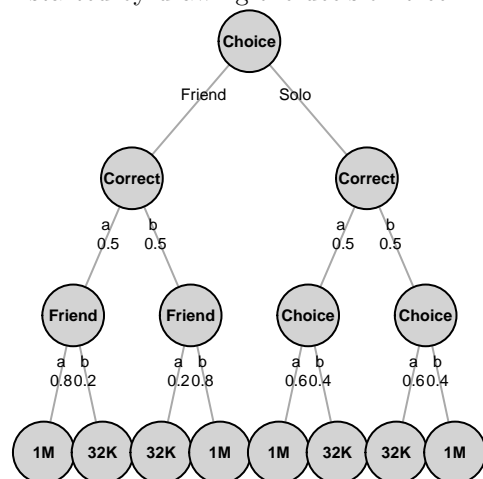 Choice
Friend Solo
Correct Correct
a b a b
0.5 0.5 0.5 0.5
Friend Friend Choice Choice
a b a b a b a b
0.8 0.2 0.2 0.8 0.6 0.4 0.6 0.4
1M 32K 32K 1M 1M 32K 32K 1M